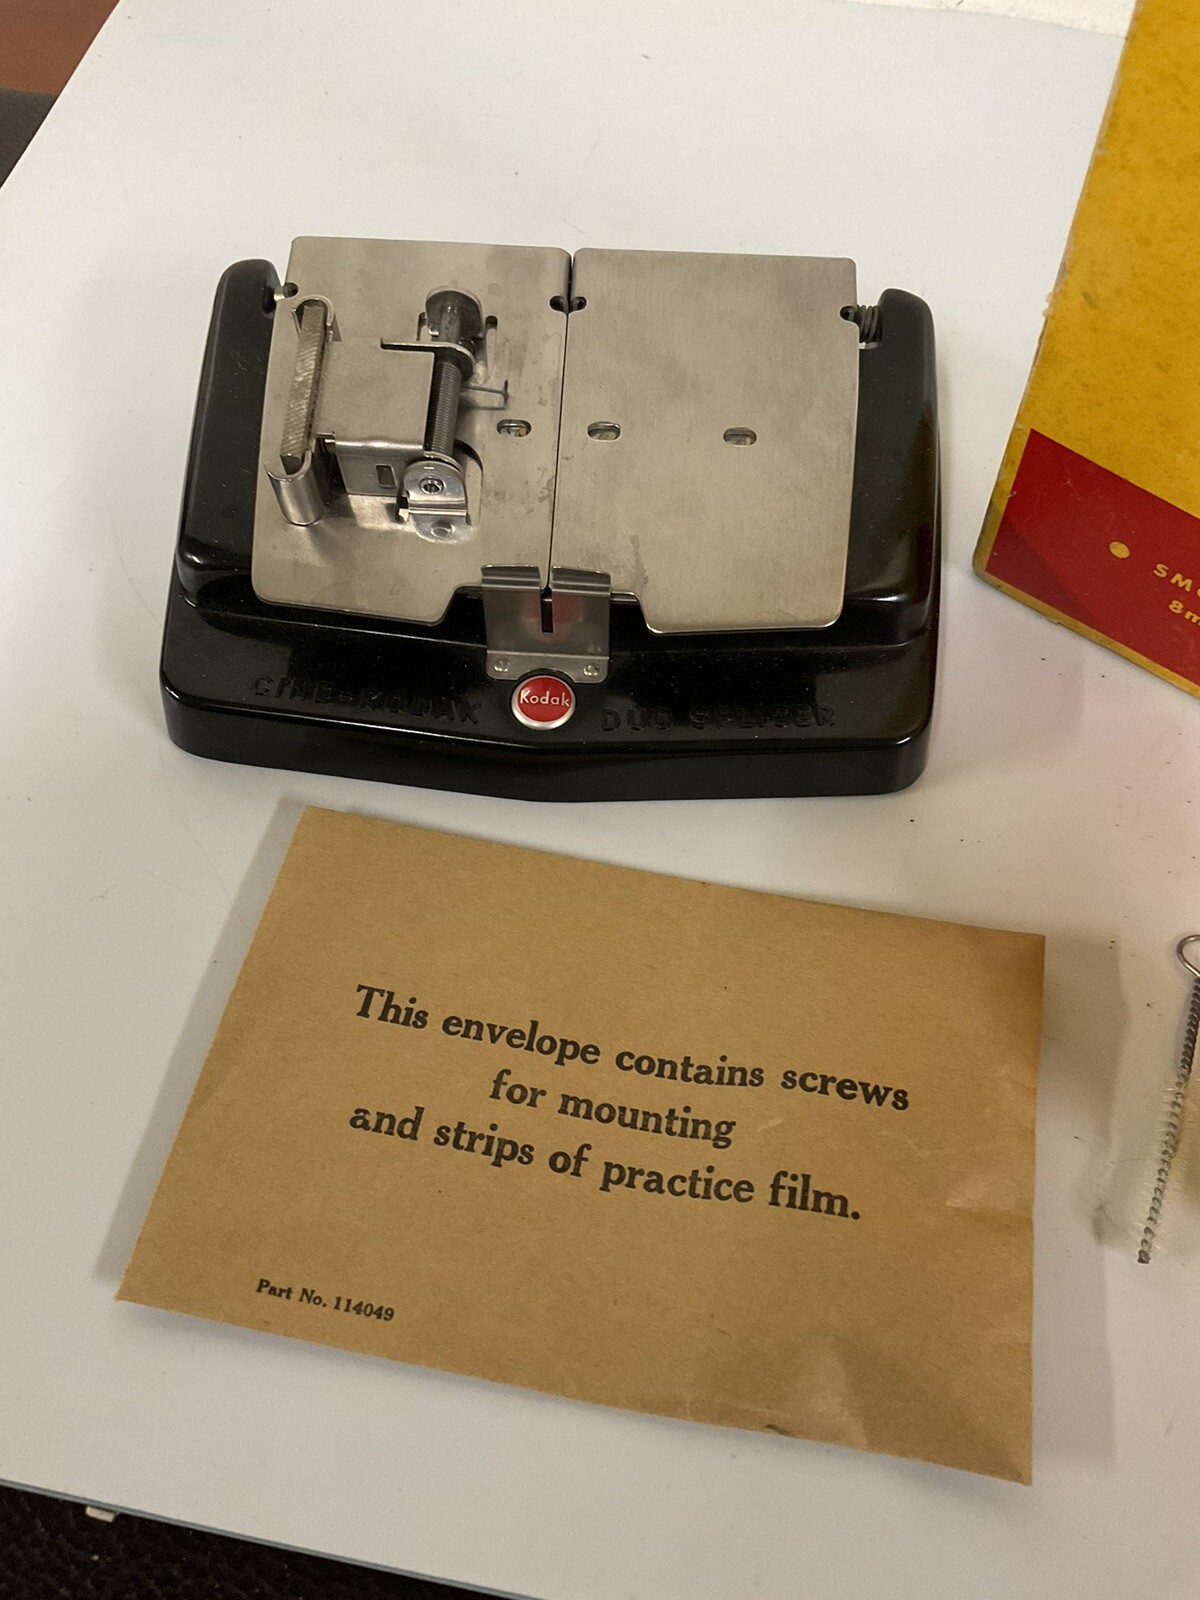 CINE-KODAK
Kodak
DUO SPLICER
This envelope contains screws
for mounting
and strips of practice film.
Part No. 114049